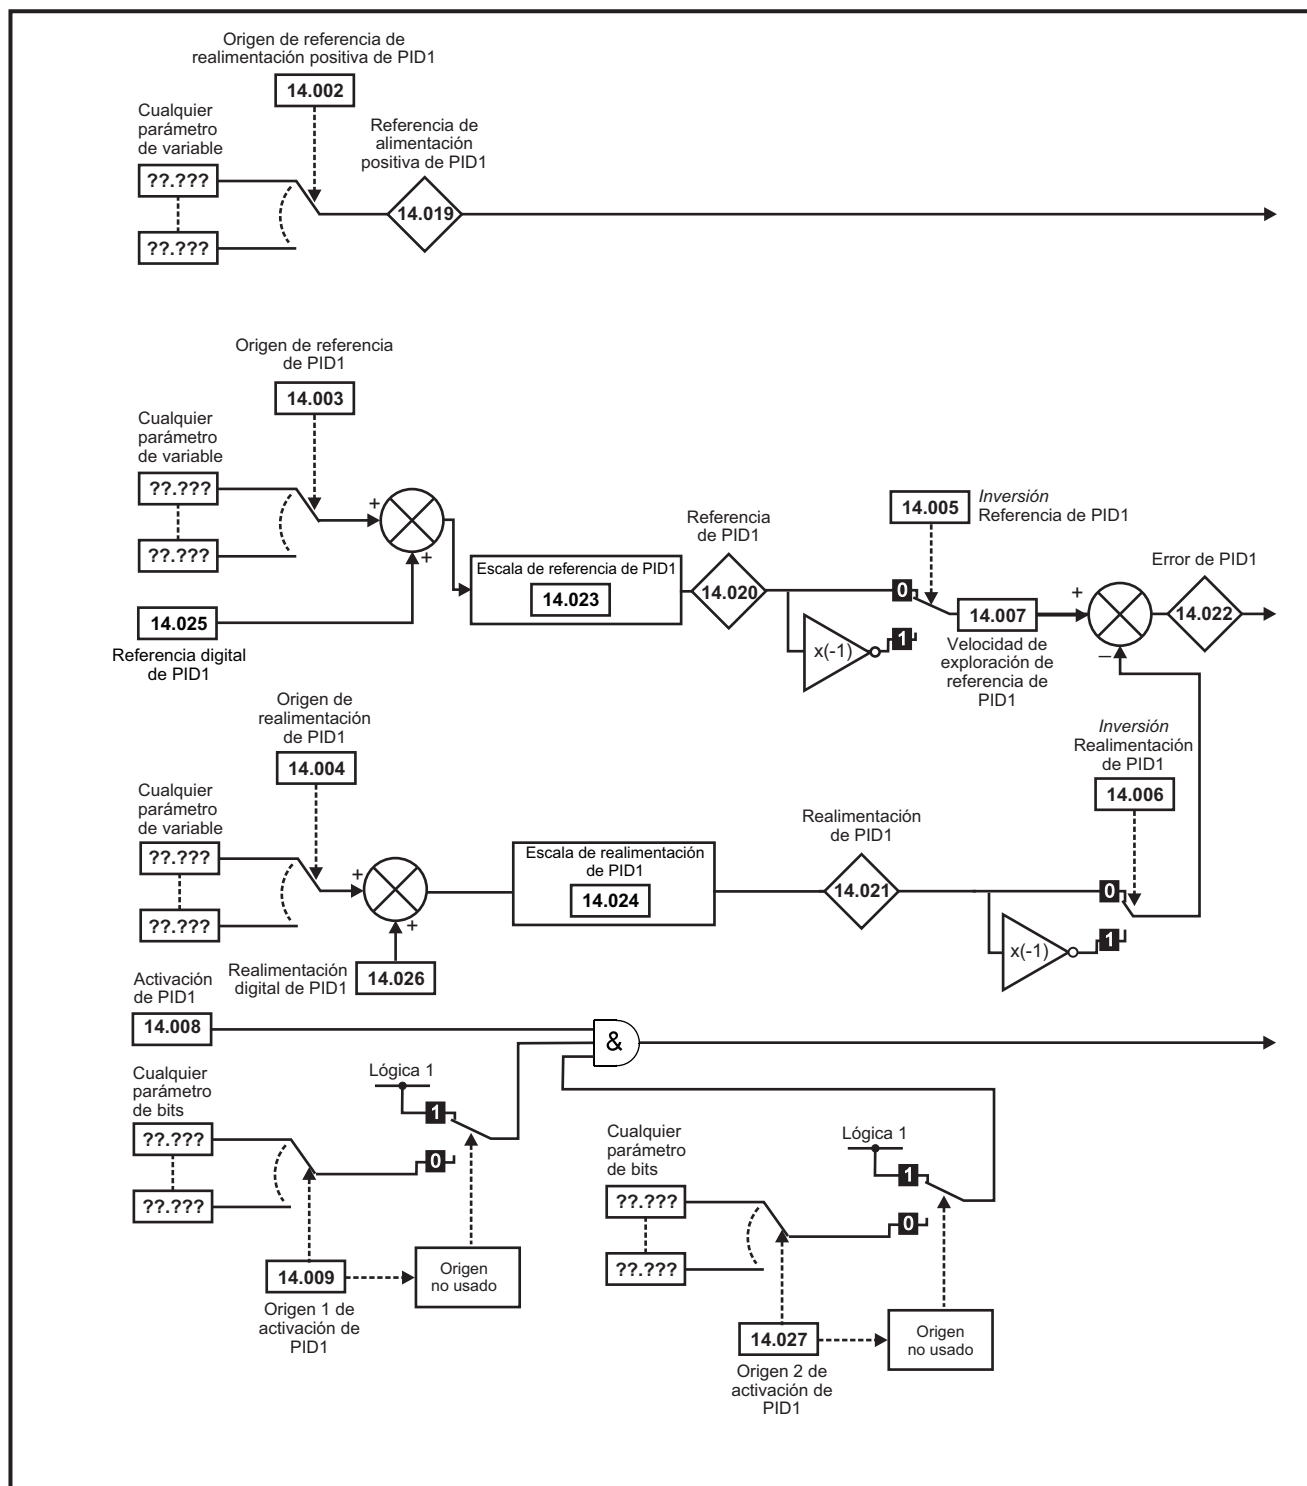 Origen de referencia de
realimentación positiva de PID1
14.002
Cualquier
parámetro
de variable
??.???
??.???
Referencia de
alimentación
positiva de PID1
14.019
Origen de referencia
de PID1
14.003
Cualquier
parámetro
de variable
??.???
??.???
+
+
14.025
Referencia digital
de PID1
Escala de referencia de PID1
14.023
Referencia
de PID1
14.020
14.005
Inversión
Referencia de PID1
0
1
x(-1)
14.007
Velocidad de
exploración de
referencia de
PID1
+
–
Error de PID1
14.022
Origen de
realimentación
de PID1
14.004
Cualquier
parámetro
de variable
??.???
??.???
+
+
Realimentación
digital de PID1
14.026
Escala de realimentación
de PID1
14.024
Realimentación
de PID1
14.021
Inversión
Realimentación
de PID1
14.006
0
1
x(-1)
Activación
de PID1
14.008
&
Cualquier
parámetro
de bits
??.???
??.???
Lógica 1
1
0
14.009
Origen 1 de
activación de
PID1
Origen
no usado
Cualquier
parámetro
de bits
??.???
??.???
Lógica 1
1
0
14.027
Origen 2 de
activación de
PID1
Origen
no usado